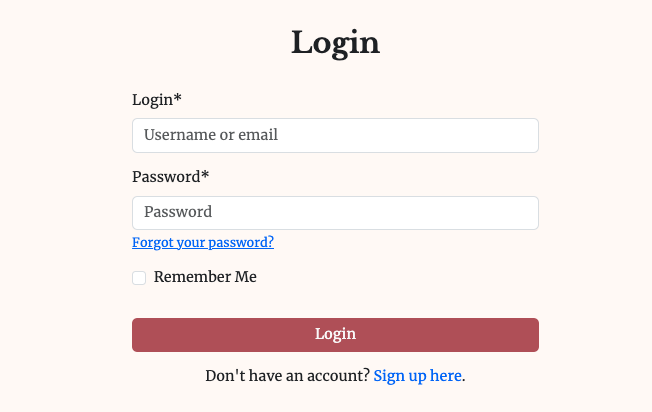 Login
Login*
Username or email
Password*
Password
Forgot your password?
Remember Me
Login
Don't have an account? Sign up here.